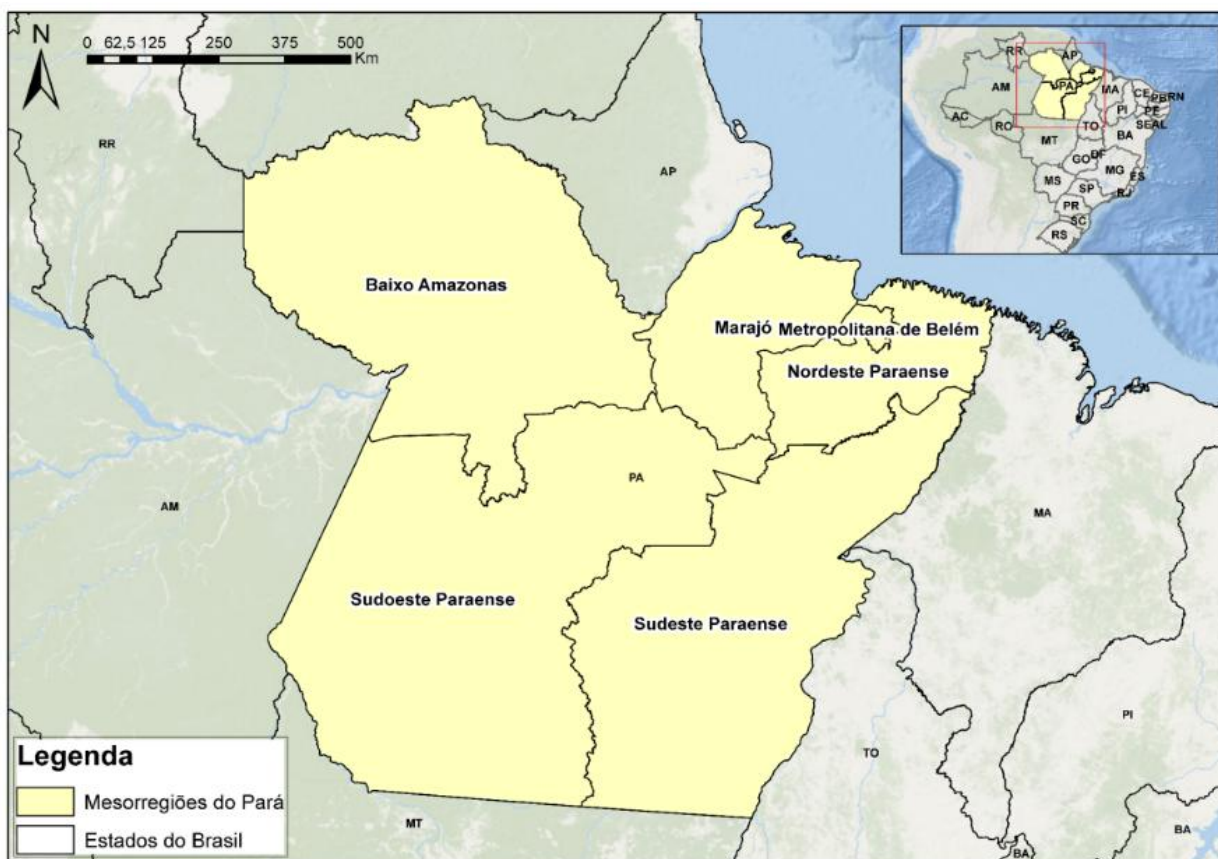 N
0 62,5 125 250 375 500
Km
RR
AP
AM
PA
MA
TO
PI
MT
BA
BA
Baixo Amazonas
Marajó
Metropolitana de Belém
Nordeste Paraense
Sudoeste Paraense
Sudeste Paraense
RR
AP
AM
PA
MA
CE
RN
PB
PE
PI
AC
RO
TO
SE
AL
BA
MT
DF
GO
MG
ES
MS
SP
RJ
PR
SC
RS
Legenda
Mesorregiões do Pará
Estados do Brasil